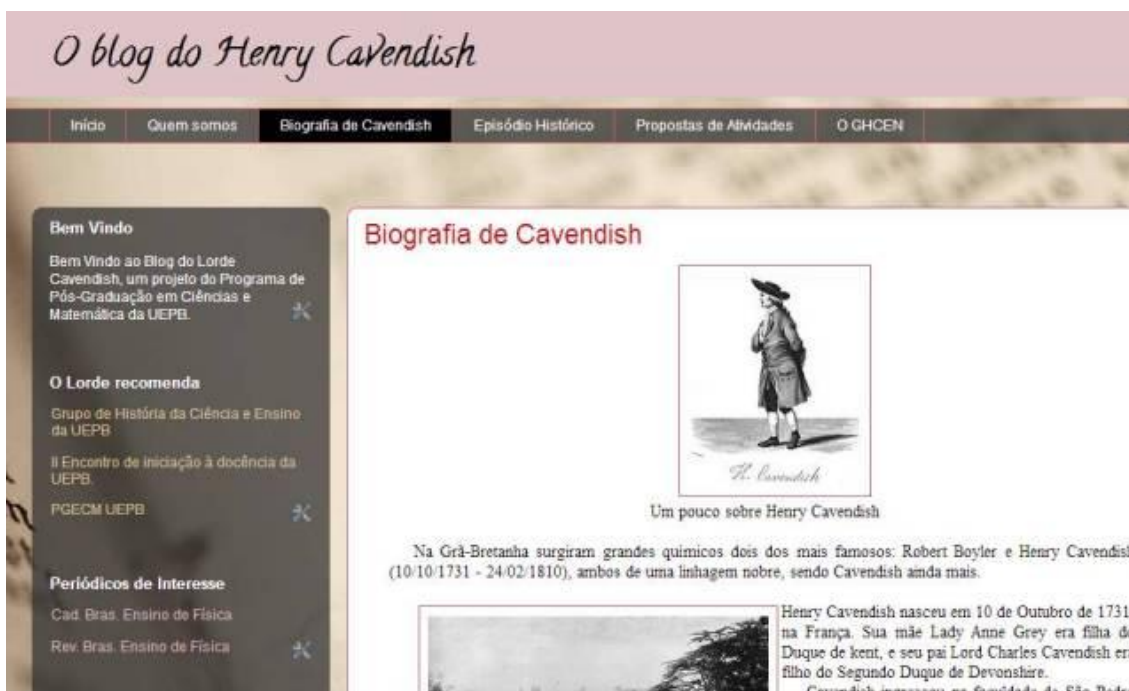 O blog do Henry Cavendish
Início Quem somos Biografia de Cavendish Episódio Histórico Propostas de Atividades O GHCEN
Bem Vindo
Bem Vindo ao Blog do Lorde
Cavendish, um projeto do Programa de
Pós-Graduação em Ciências e
Matemática da UEPB.
O Lorde recomenda
Grupo de História da Ciência e Ensino
da UEPB
II Encontro de iniciação à docência da
UEPB.
PGECM UEPB
Periódicos de Interesse
Cad. Bras. Ensino de Física
Rev. Bras. Ensino de Física
Biografia de Cavendish
H. Cavendish
Um pouco sobre Henry Cavendish
Na Grã-Bretanha surgiram grandes químicos dois dos mais famosos: Robert Boyler e Henry Cavendish
(10/10/1731 - 24/02/1810), ambos de uma linhagem nobre, sendo Cavendish ainda mais.
Henry Cavendish nasceu em 10 de Outubro de 1731
na França. Sua mãe Lady Anne Grey era filha do
Duque de kent, e seu pai Lord Charles Cavendish era
filho do Segundo Duque de Devonshire.